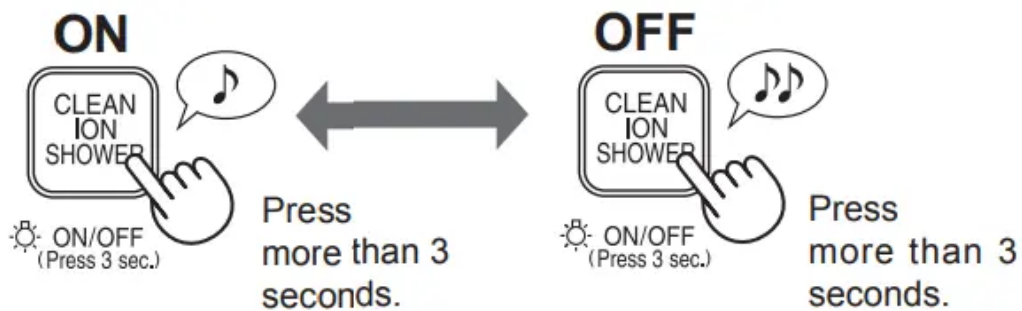 ON
CLEAN
ION
SHOWER
ON/OFF
(Press 3 sec.)
Press
more than 3
seconds.
OFF
CLEAN
ION
SHOWER
ON/OFF
(Press 3 sec.)
Press
more than 3
seconds.